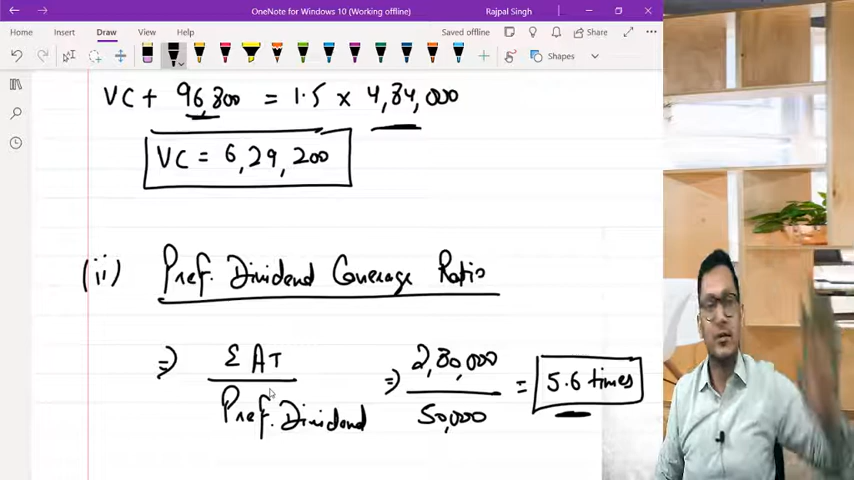 OneNote for Windows 10 (Working offline)
Rajpal Singh
Home Insert Draw View Help
Saved offline
Share
Shapes
VC + 96,800 = 1.5 x 4,84,000
VC = 6,29,200
(ii) Pref. Dividend Coverage Ratio
⇒ EAT / Pref. Dividend ⇒ 2,80,000 / 50,000 = 5.6 times